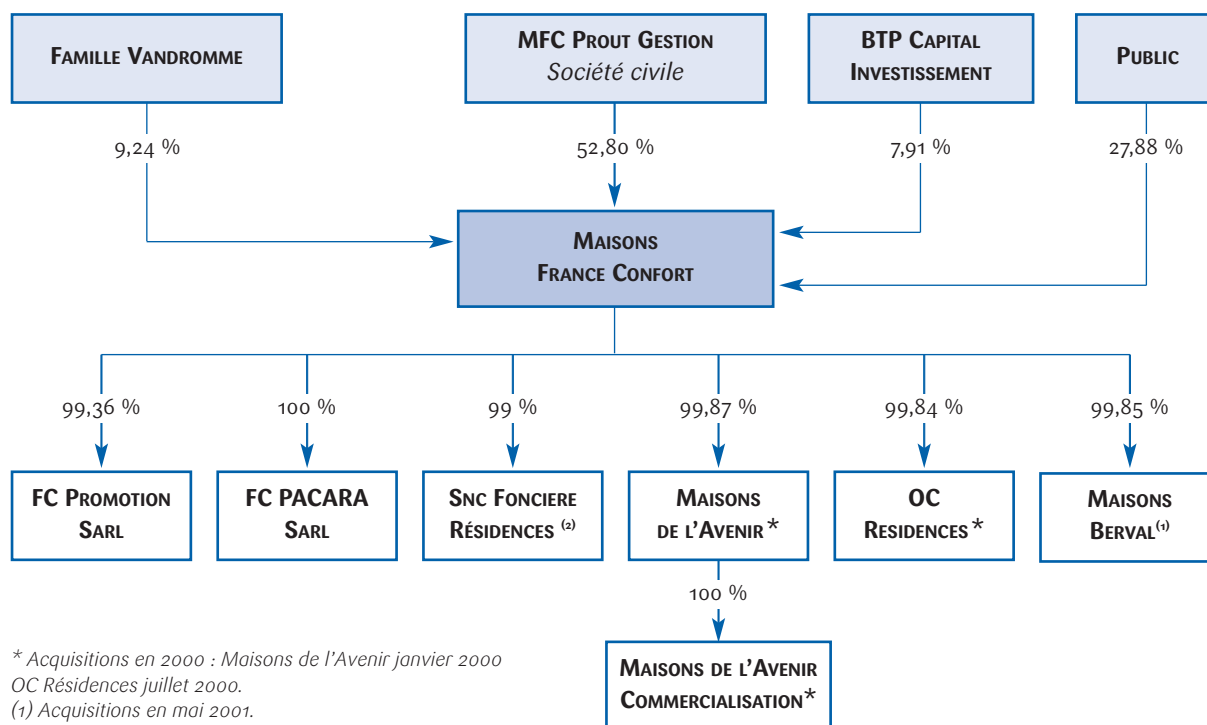 FAMILLE VANDROMME
MFC PROUT GESTION
Société civile
BTP CAPITAL
INVESTISSEMENT
PUBLIC
9,24 %
52,80 %
7,91 %
27,88 %
MAISONS
FRANCE CONFORT
99,36 %
100 %
99 %
99,87 %
99,84 %
99,85 %
FC PROMOTION
SARL
FC PACARA
SARL
SNC FONCIERE
RÉSIDENCES (2)
MAISONS
DE L'AVENIR*
OC
RESIDENCES*
MAISONS
BERVAL(1)
100 %
MAISONS DE L'AVENIR
COMMERCIALISATION*
* Acquisitions en 2000 : Maisons de l'Avenir janvier 2000
OC Résidences juillet 2000.
(1) Acquisitions en mai 2001.